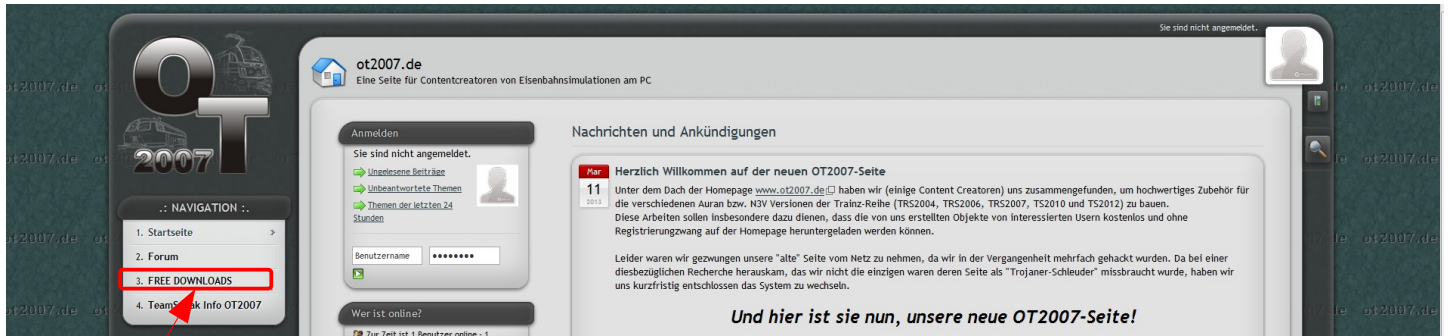 Sie sind nicht angemeldet.
OT
2007
ot2007.de
Eine Seite für Contentcreatoren von Eisenbahnsimulationen am PC
.: NAVIGATION :.
1. Startseite >
2. Forum
3. FREE DOWNLOADS
4. TeamSpeak Info OT2007
Anmelden
Sie sind nicht angemeldet.
Ungelesene Beiträge
Unbeantwortete Themen
Themen der letzten 24
Stunden
Benutzername ••••••••
Wer ist online?
Zur Zeit ist 1 Benutzer online - 1
Nachrichten und Ankündigungen
Mar
11
2013
Herzlich Willkommen auf der neuen OT2007-Seite
Unter dem Dach der Homepage www.ot2007.de haben wir (einige Content Creatoren) uns zusammengefunden, um hochwertiges Zubehör für
die verschiedenen Auran bzw. N3V Versionen der Trainz-Reihe (TRS2004, TRS2006, TRS2007, TS2010 und TS2012) zu bauen.
Diese Arbeiten sollen insbesondere dazu dienen, dass die von uns erstellten Objekte von interessierten Usern kostenlos und ohne
Registrierungzwang auf der Homepage heruntergeladen werden können.
Leider waren wir gezwungen unsere "alte" Seite vom Netz zu nehmen, da wir in der Vergangenheit mehrfach gehackt wurden. Da bei einer
diesbezüglichen Recherche herauskam, das wir nicht die einzigen waren deren Seite als "Trojaner-Schleuder" missbraucht wurde, haben wir
uns kurzfristig entschlossen das System zu wechseln.
Und hier ist sie nun, unsere neue OT2007-Seite!